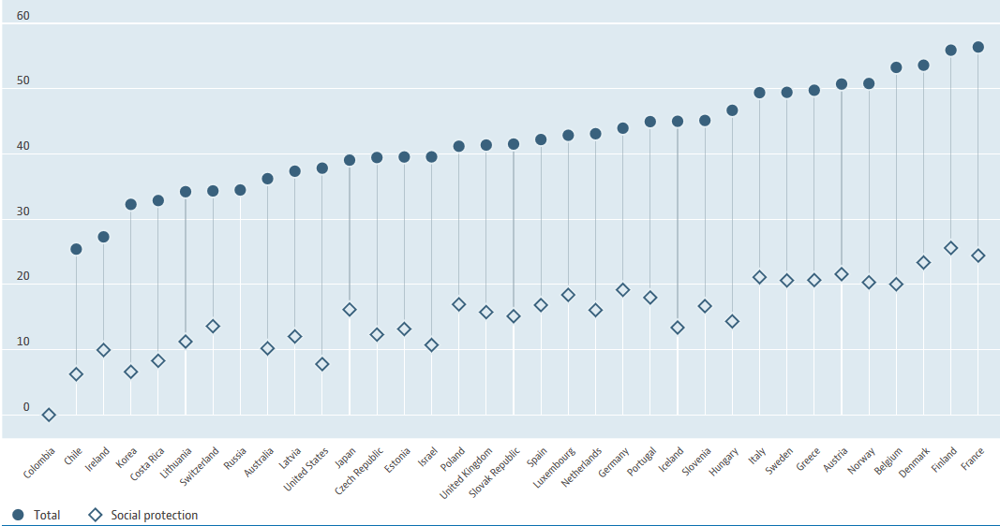 60
50
40
30
20
10
0
Colombia
Chile
Ireland
Korea
Costa Rica
Lithuania
Switzerland
Russia
Australia
Latvia
United States
Japan
Czech Republic
Estonia
Israel
Poland
United Kingdom
Slovak Republic
Spain
Luxembourg
Netherlands
Germany
Portugal
Iceland
Slovenia
Hungary
Italy
Sweden
Greece
Austria
Norway
Belgium
Denmark
Finland
France
Total Social protection